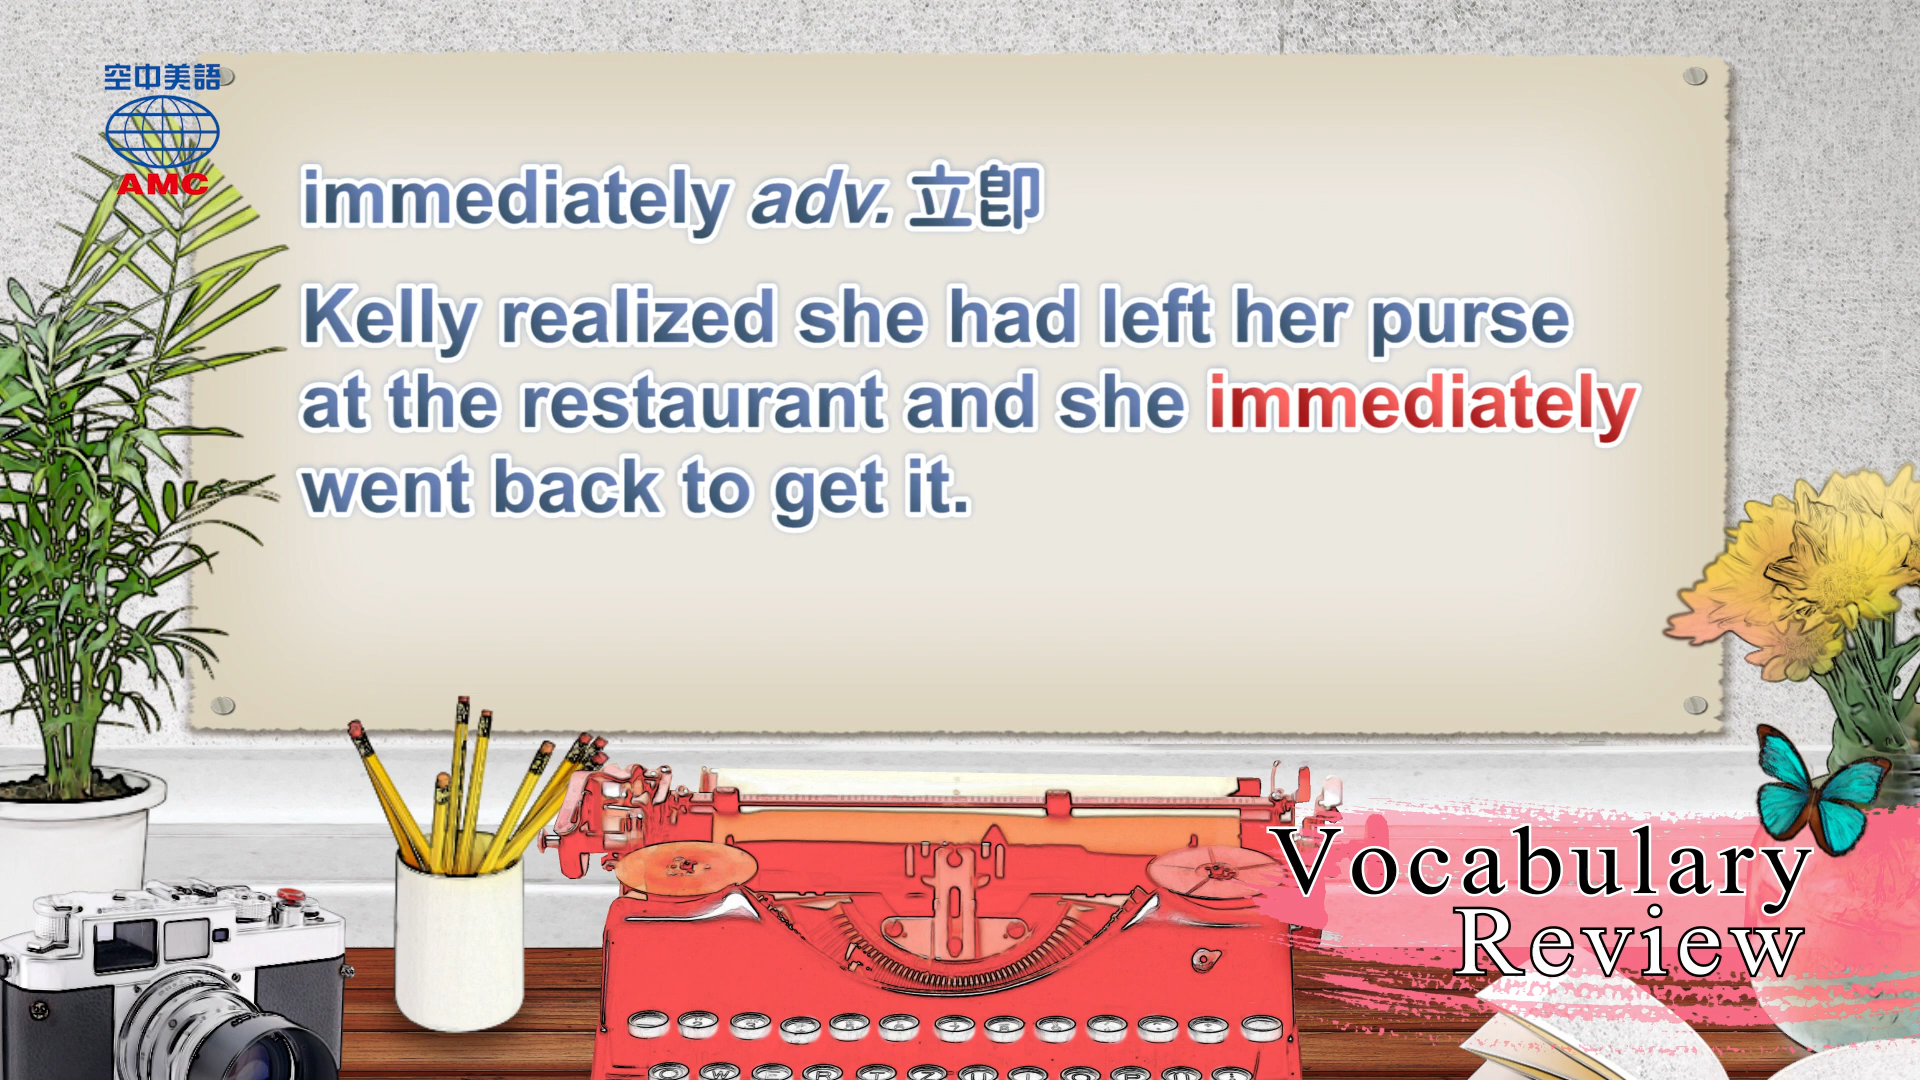 空中美語
AMC
immediately adv. 立即
Kelly realized she had left her purse
at the restaurant and she immediately
went back to get it.
Vocabulary
Review